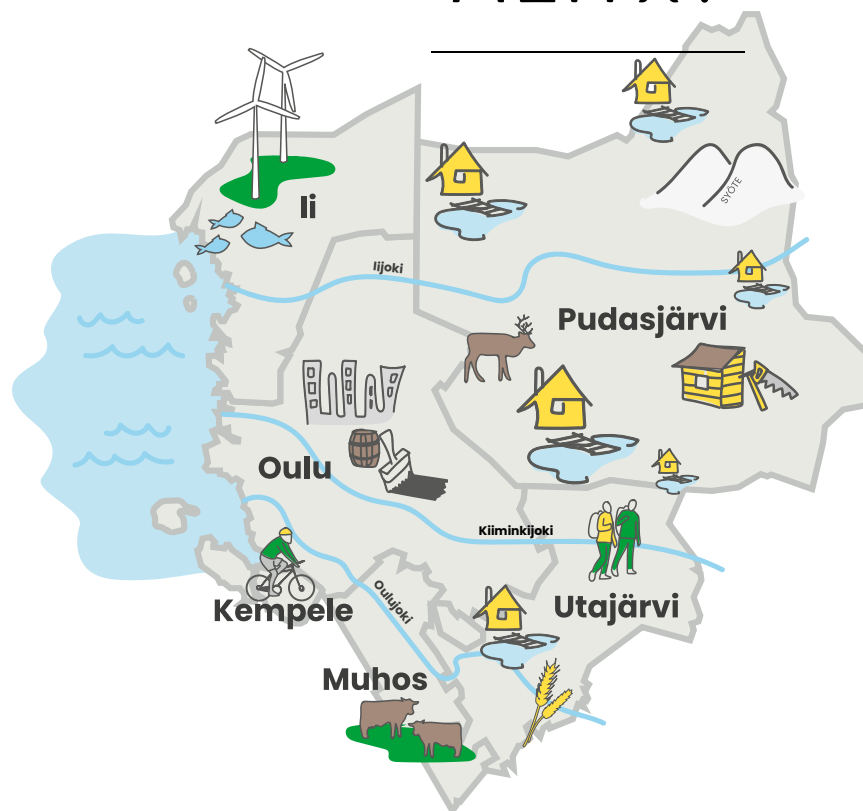 SYÖTE
Ii
Iijoki
Pudasjärvi
Oulu
Kiiminkijoki
Kempele
Oulujoki
Utajärvi
Muhos